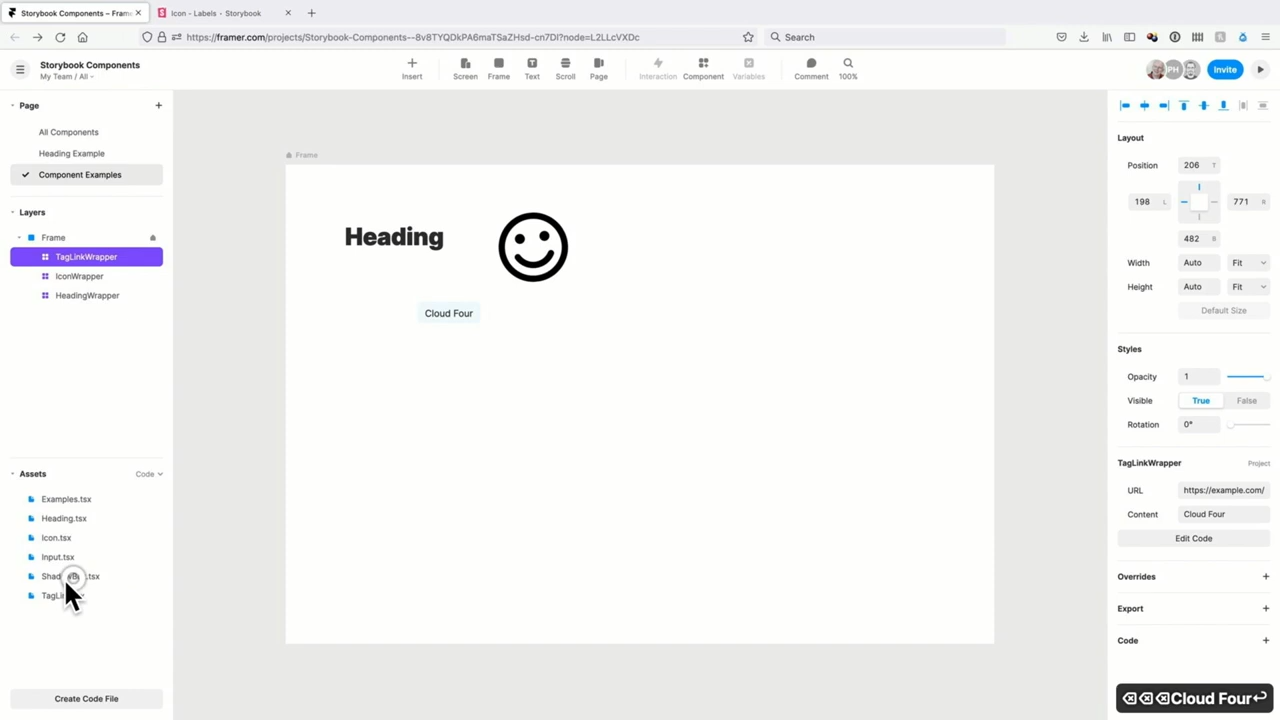 Storybook Components – Frame
Icon - Labels - Storybook
https://framer.com/projects/Storybook-Components--8v8TYQDkPA6maTSaZHsd-cn7DI?node=L2LLcVXDc
Search
Storybook Components
My Team / All
Insert
Screen
Frame
Text
Scroll
Page
Interaction
Component
Variables
Comment
100%
PH
Invite
Page
All Components
Heading Example
Component Examples
Layers
Frame
TagLinkWrapper
IconWrapper
HeadingWrapper
Assets
Code
Examples.tsx
Heading.tsx
Icon.tsx
Input.tsx
Create Code File
Frame
Heading
Cloud Four
Layout
Position
206
T
198
L
771
R
482
B
Width
Auto
Fit
Height
Auto
Fit
Default Size
Styles
Opacity
1
Visible
True
False
Rotation
0°
TagLinkWrapper
Project
URL
https://example.com/
Content
Cloud Four
Edit Code
Overrides
Export
Code
⌫⌫⌫Cloud Four↩